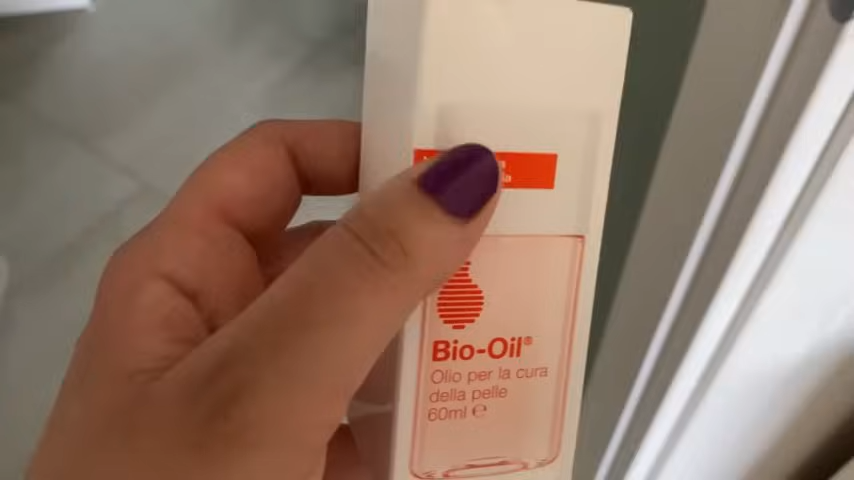 Bio-Oil®
Olio per la cura
della pelle
60ml ℮